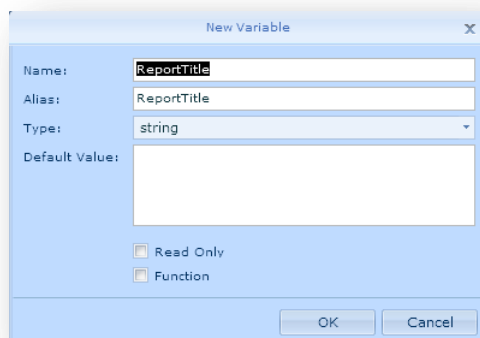 New Variable
x
Name: ReportTitle
Alias: ReportTitle
Type: string
Default Value:
Read Only
Function
OK Cancel